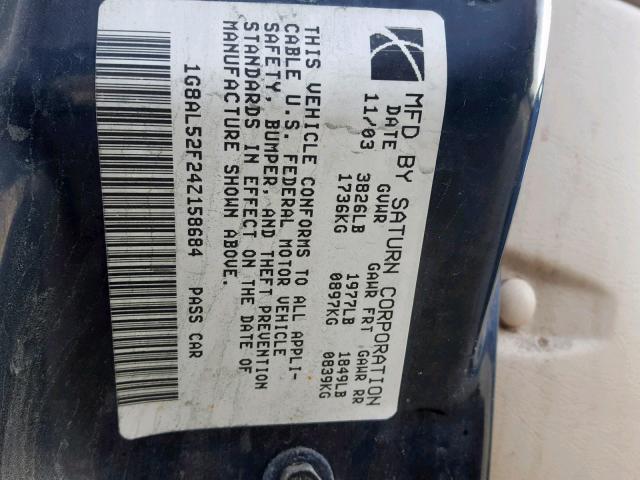 MFD BY SATURN CORPORATION
DATE GVWR GAWR FRT GAWR RR
11/03 3826LB 1977LB 1849LB
1736KG 0897KG 0839KG
THIS VEHICLE CONFORMS TO ALL APPLI-
CABLE U.S. FEDERAL MOTOR VEHICLE
SAFETY, BUMPER, AND THEFT PREVENTION
STANDARDS IN EFFECT ON THE DATE OF
MANUFACTURE SHOWN ABOVE.
1G8AL52F24Z158684 PASS CAR